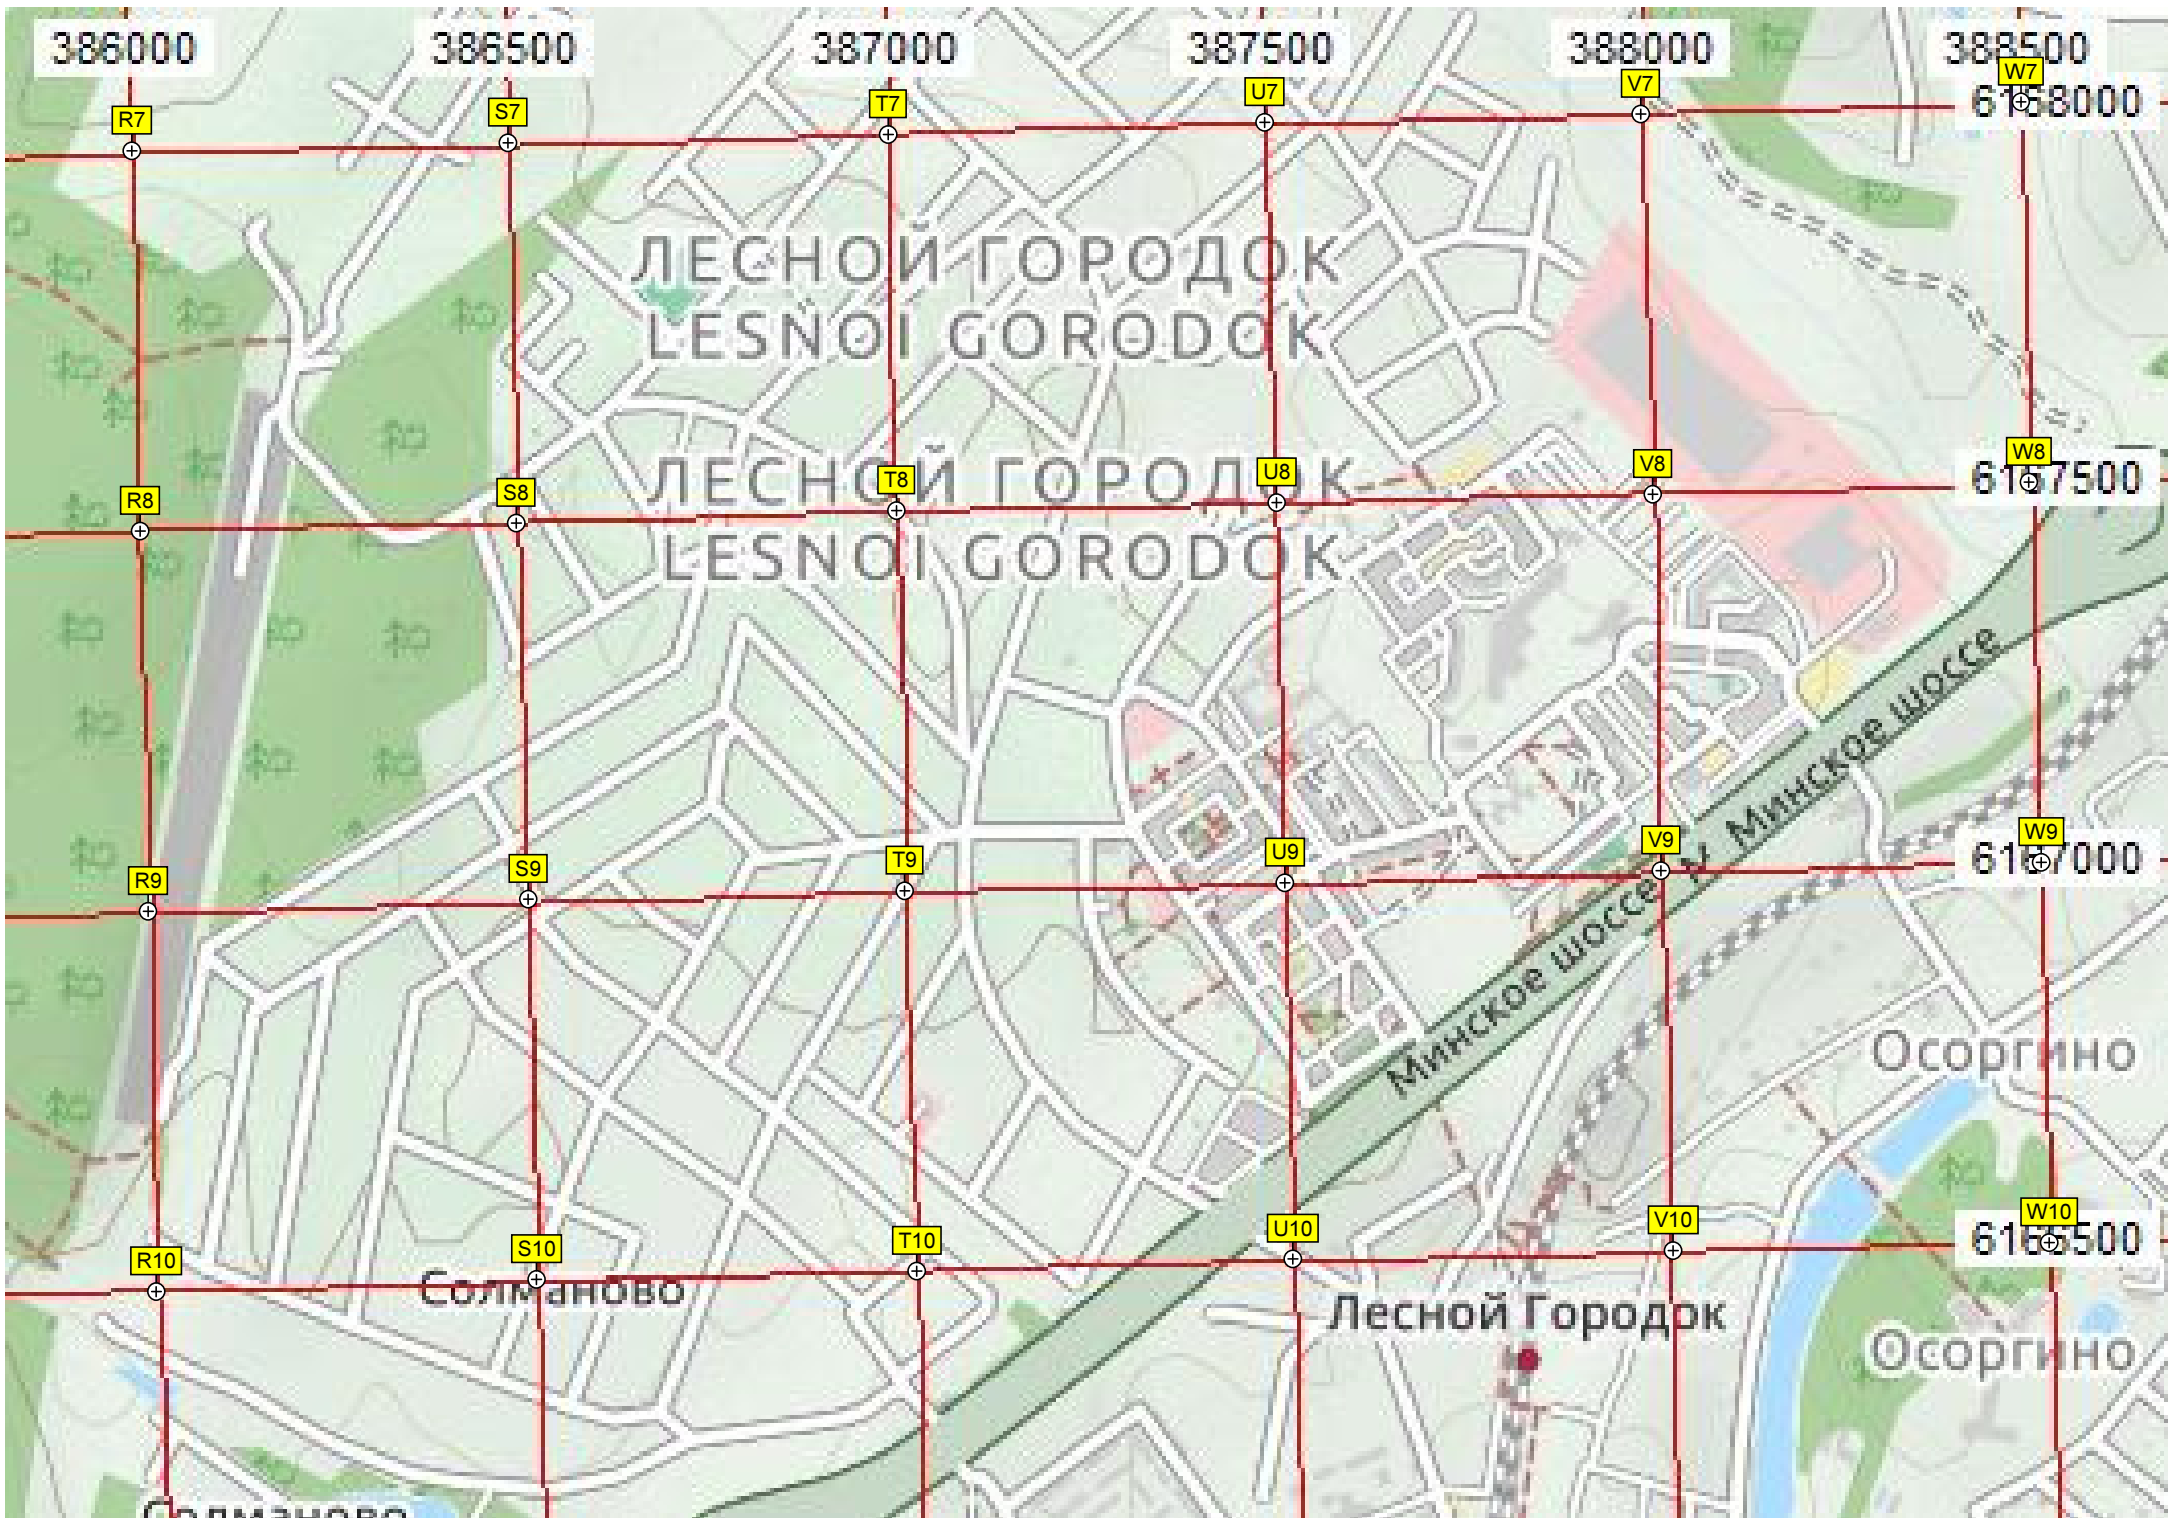 386000 386500 387000 387500 388000 388500
R7 S7 T7 U7 V7 W7
6168000
ЛЕСНОЙ ГОРОДОК
LESNOI GORODOK
R8 S8 T8 U8 V8 W8
6167500
ЛЕСНОЙ ГОРОДОК
LESNOI GORODOK
Минское шоссе
М. Минское шоссе
R9 S9 T9 U9 V9 W9
6167000
Осоргино
R10 S10 T10 U10 V10 W10
6166500
Солманово
Лесной Городок
Осоргино
Солманово